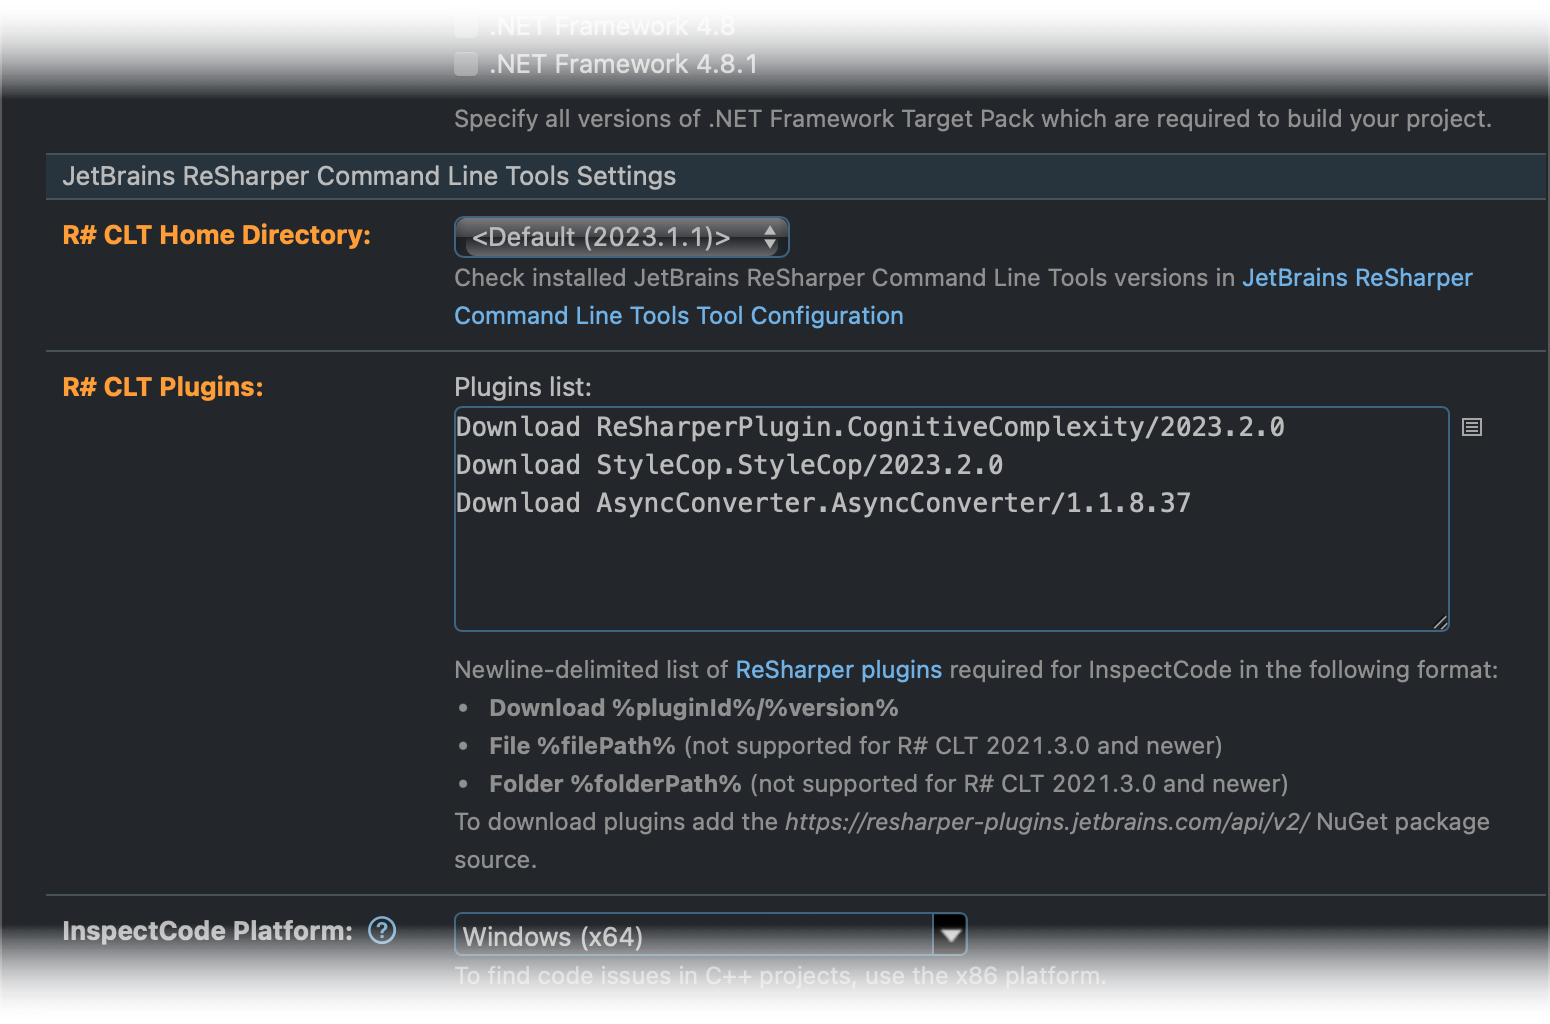 .NET Framework 4.8
.NET Framework 4.8.1
Specify all versions of .NET Framework Target Pack which are required to build your project.
JetBrains ReSharper Command Line Tools Settings
R# CLT Home Directory:
<Default (2023.1.1)>
Check installed JetBrains ReSharper Command Line Tools versions in JetBrains ReSharper
Command Line Tools Tool Configuration
R# CLT Plugins:
Plugins list:
Download ReSharperPlugin.CognitiveComplexity/2023.2.0
Download StyleCop.StyleCop/2023.2.0
Download AsyncConverter.AsyncConverter/1.1.8.37
Newline-delimited list of ReSharper plugins required for InspectCode in the following format:
• Download %pluginId%/%version%
• File %filePath% (not supported for R# CLT 2021.3.0 and newer)
• Folder %folderPath% (not supported for R# CLT 2021.3.0 and newer)
To download plugins add the https://resharper-plugins.jetbrains.com/api/v2/ NuGet package
source.
InspectCode Platform: ?
Windows (x64)
To find code issues in C++ projects, use the x86 platform.